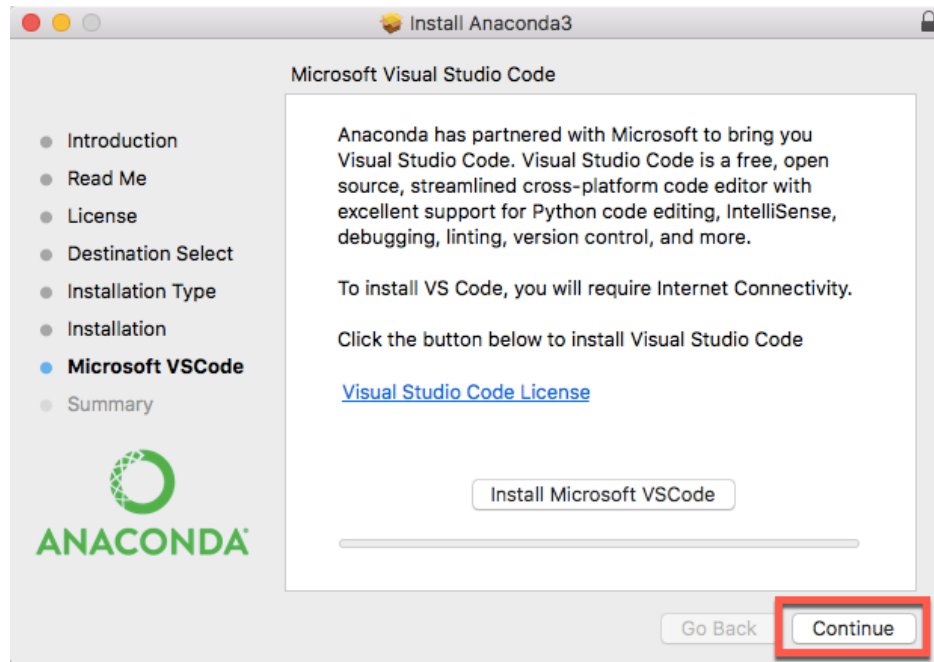 Install Anaconda3
Microsoft Visual Studio Code
Introduction
Read Me
License
Destination Select
Installation Type
Installation
Microsoft VSCode
Summary
ANACONDA
Anaconda has partnered with Microsoft to bring you
Visual Studio Code. Visual Studio Code is a free, open
source, streamlined cross-platform code editor with
excellent support for Python code editing, IntelliSense,
debugging, linting, version control, and more.
To install VS Code, you will require Internet Connectivity.
Click the button below to install Visual Studio Code
Visual Studio Code License
Install Microsoft VSCode
Go Back
Continue